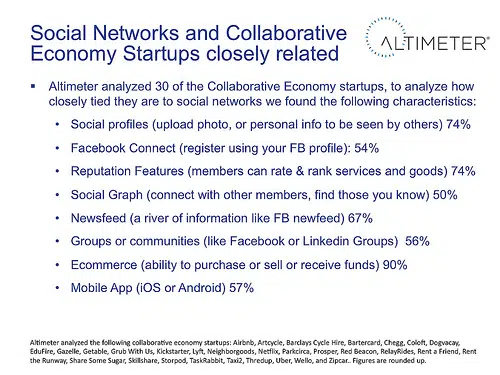 Social Networks and Collaborative
Economy Startups closely related
ALTIMETER®
▪ Altimeter analyzed 30 of the Collaborative Economy startups, to analyze how
closely tied they are to social networks we found the following characteristics:
• Social profiles (upload photo, or personal info to be seen by others) 74%
• Facebook Connect (register using your FB profile): 54%
• Reputation Features (members can rate & rank services and goods) 74%
• Social Graph (connect with other members, find those you know) 50%
• Newsfeed (a river of information like FB newfeed) 67%
• Groups or communities (like Facebook or Linkedin Groups) 56%
• Ecommerce (ability to purchase or sell or receive funds) 90%
• Mobile App (iOS or Android) 57%
Altimeter analyzed the following collaborative economy startups: Airbnb, Artcycle, Barclays Cycle Hire, Bartercard, Chegg, Coloft, Dogvacay,
EduFire, Gazelle, Getable, Grub With Us, Kickstarter, Lyft, Neighborgoods, Netflix, Parkcirca, Prosper, Red Beacon, RelayRides, Rent a Friend, Rent
the Runway, Share Some Sugar, Skillshare, Storpod, TaskRabbit, Taxi2, Thredup, Uber, Wello, and Zipcar.. Figures are rounded up.